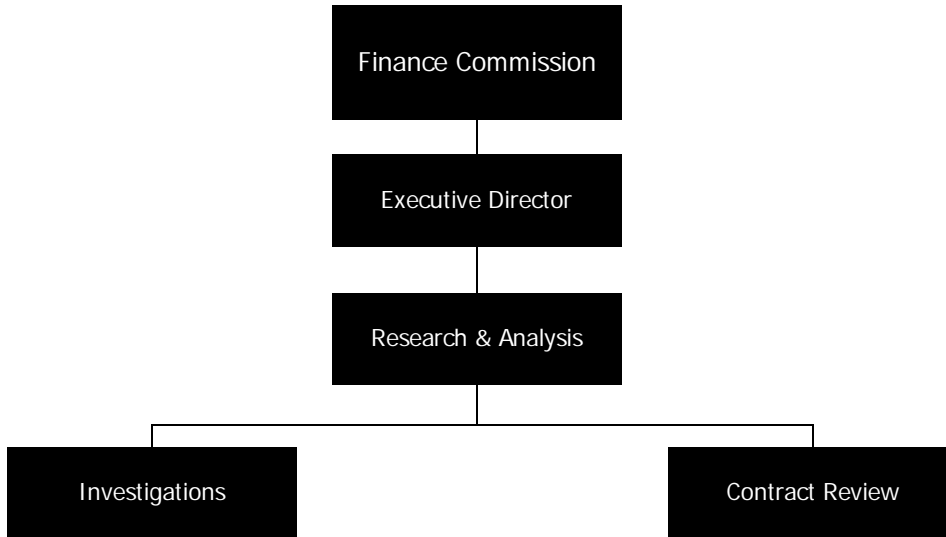 Finance Commission
Executive Director
Research & Analysis
Investigations
Contract Review